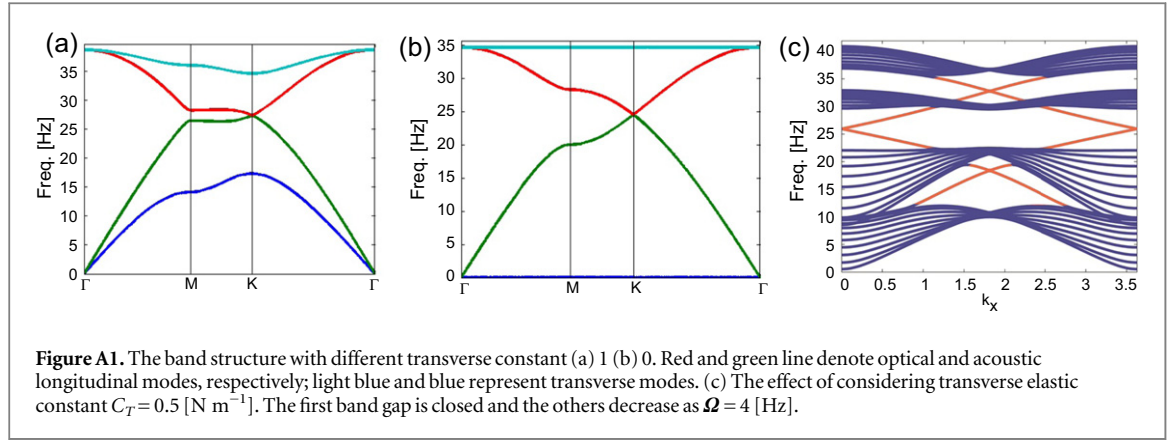 (a)
Freq. [Hz]
35
30
25
20
15
10
5
0
Γ
M
K
Γ
(b)
Freq. [Hz]
35
30
25
20
15
10
5
0
Γ
M
K
Γ
(c)
Freq. [Hz]
40
35
30
25
20
15
10
5
0
0
0.5
1
1.5
2
2.5
3
3.5
kx
Figure A1. The band structure with different transverse constant (a) 1 (b) 0. Red and green line denote optical and acoustic
longitudinal modes, respectively; light blue and blue represent transverse modes. (c) The effect of considering transverse elastic
constant C_T = 0.5 [N m⁻¹]. The first band gap is closed and the others decrease as Ω = 4 [Hz].